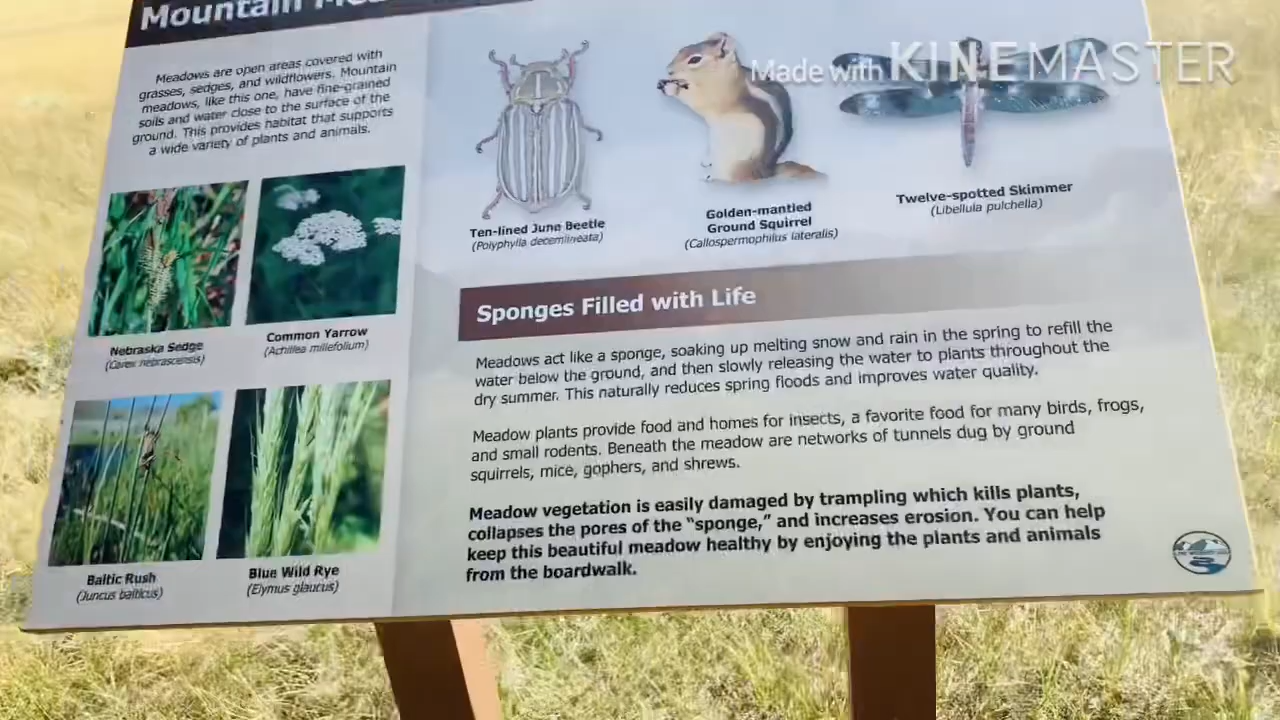 Mountain
Meadows are open areas covered with
grasses, sedges, and wildflowers. Mountain
meadows, like this one, have fine-grained
soils and water close to the surface of the
ground. This provides habitat that supports
a wide variety of plants and animals.
Nebraska Sedge
(Carex nebrascensis)
Common Yarrow
(Achillea millefolium)
Baltic Rush
(Juncus balticus)
Blue Wild Rye
(Elymus glaucus)
Made with KINEMASTER
Ten-lined June Beetle
(Polyphylla decemlineata)
Golden-mantled
Ground Squirrel
(Callospermophilus lateralis)
Twelve-spotted Skimmer
(Libellula pulchella)
Sponges Filled with Life
Meadows act like a sponge, soaking up melting snow and rain in the spring to refill the
water below the ground, and then slowly releasing the water to plants throughout the
dry summer. This naturally reduces spring floods and improves water quality.
Meadow plants provide food and homes for insects, a favorite food for many birds, frogs,
and small rodents. Beneath the meadow are networks of tunnels dug by ground
squirrels, mice, gophers, and shrews.
Meadow vegetation is easily damaged by trampling which kills plants,
collapses the pores of the "sponge," and increases erosion. You can help
keep this beautiful meadow healthy by enjoying the plants and animals
from the boardwalk.